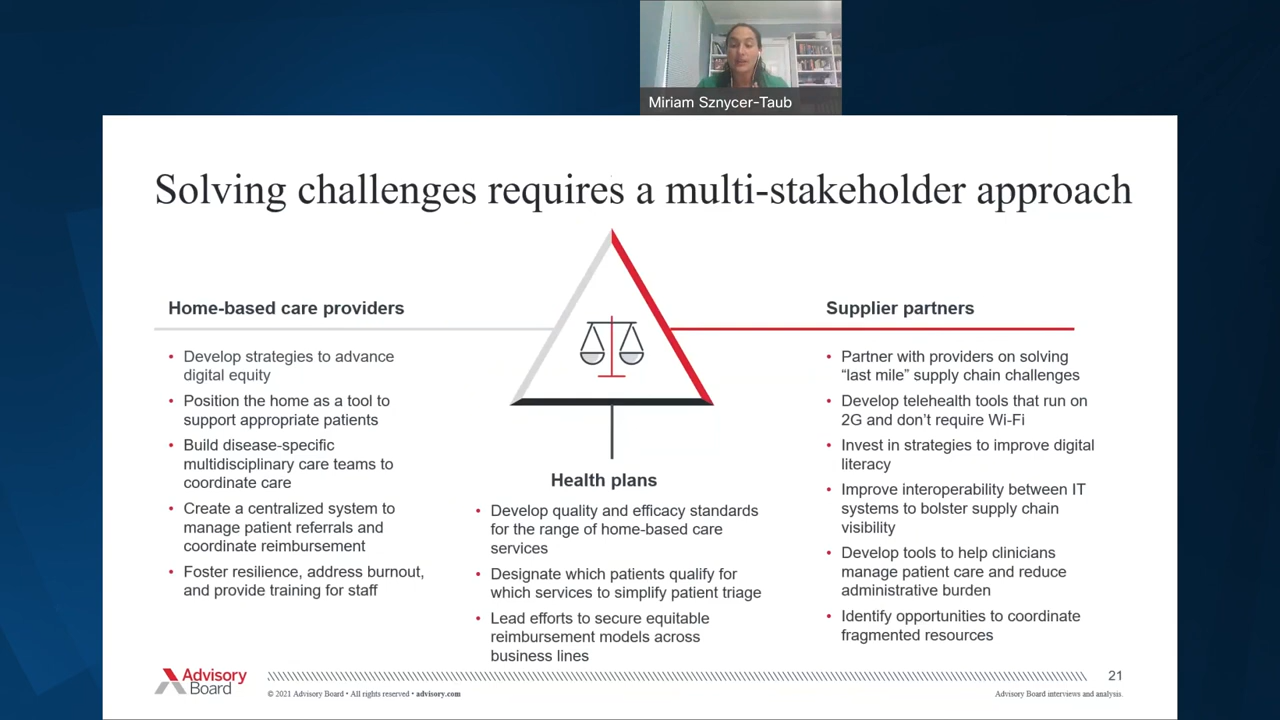 Miriam Sznycer-Taub
Solving challenges requires a multi-stakeholder approach
Home-based care providers
• Develop strategies to advance
digital equity
• Position the home as a tool to
support appropriate patients
• Build disease-specific
multidisciplinary care teams to
coordinate care
• Create a centralized system to
manage patient referrals and
coordinate reimbursement
• Foster resilience, address burnout,
and provide training for staff
Health plans
• Develop quality and efficacy standards
for the range of home-based care
services
• Designate which patients qualify for
which services to simplify patient triage
• Lead efforts to secure equitable
reimbursement models across
business lines
Supplier partners
• Partner with providers on solving
“last mile” supply chain challenges
• Develop telehealth tools that run on
2G and don’t require Wi-Fi
• Invest in strategies to improve digital
literacy
• Improve interoperability between IT
systems to bolster supply chain
visibility
• Develop tools to help clinicians
manage patient care and reduce
administrative burden
• Identify opportunities to coordinate
fragmented resources
Advisory
Board
© 2021 Advisory Board • All rights reserved • advisory.com
21
Advisory Board interviews and analysis.